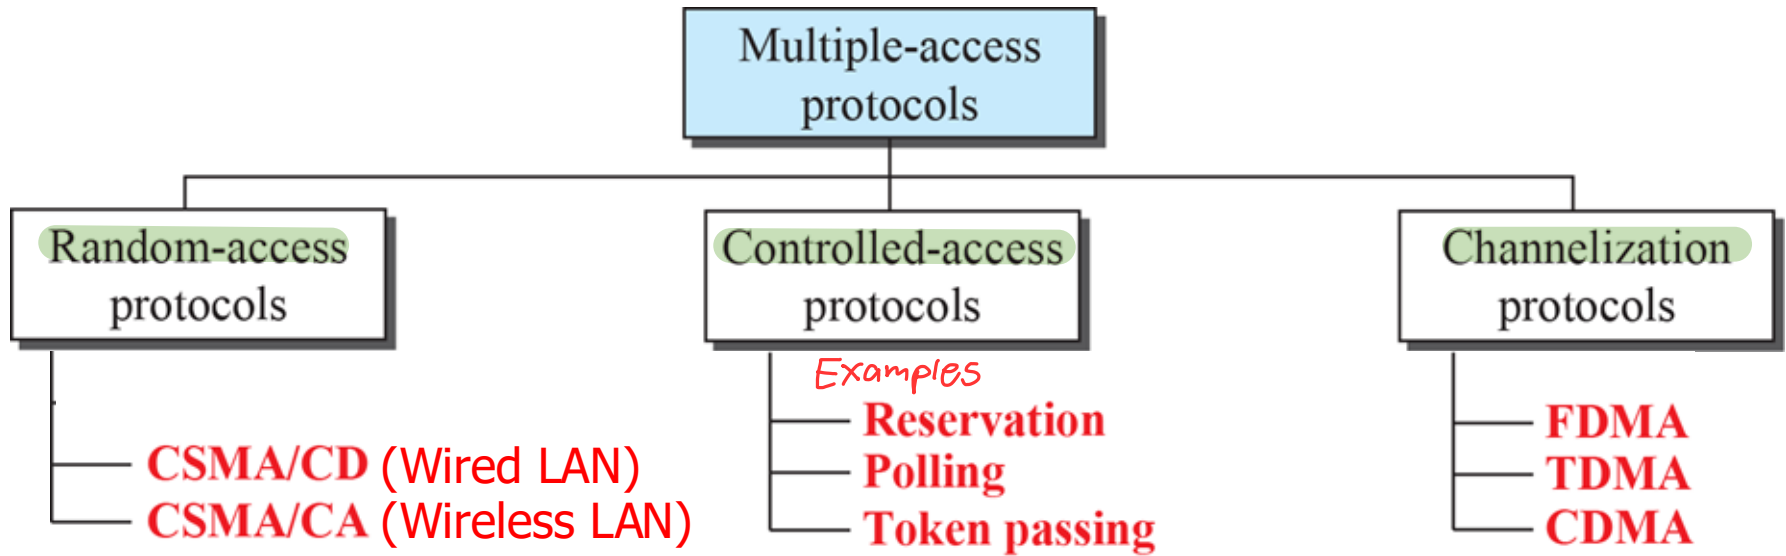 Multiple-access
protocols
Random-access
protocols
CSMA/CD (Wired LAN)
CSMA/CA (Wireless LAN)
Controlled-access
protocols
Examples
Reservation
Polling
Token passing
Channelization
protocols
FDMA
TDMA
CDMA